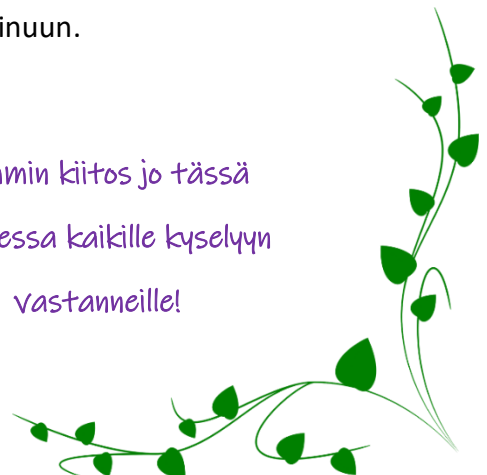 inuun.
mmin kiitos jo tässä
essa kaikille kyselyyn
vastanneille!